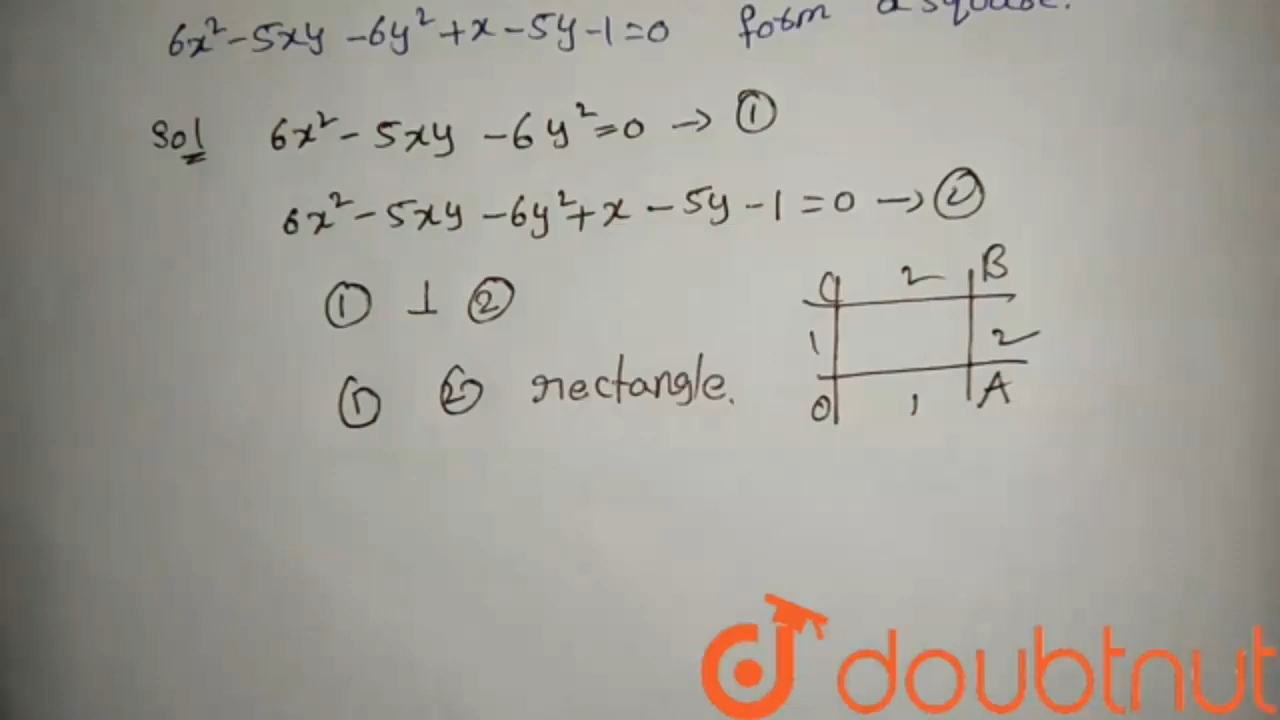 6x²-5xy-6y²+x-5y-1=0 form a square.
Sol 6x²-5xy-6y²=0 → ①
6x²-5xy-6y²+x-5y-1=0 → ②
① ⊥ ②
① ② rectangle.
C 2 B
1 2
O 1 A
doubtnut